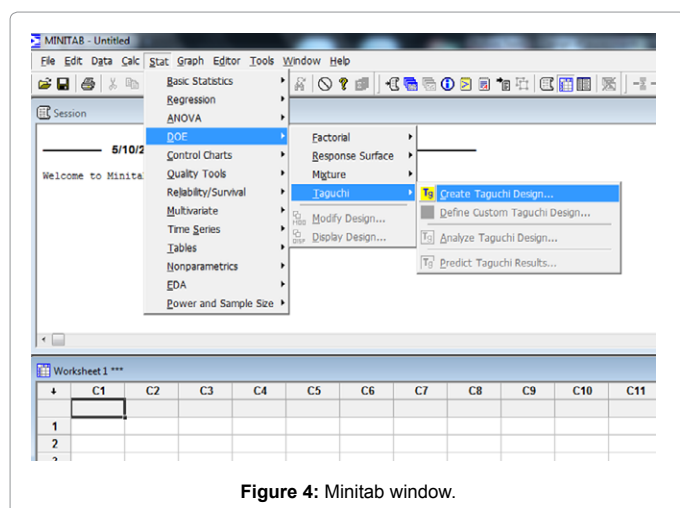 MINITAB - Untitled
File Edit Data Calc Stat Graph Editor Tools Window Help
Session
5/10/2
Welcome to Minita
Basic Statistics
Regression
ANOVA
DOE
Control Charts
Quality Tools
Reliability/Survival
Multivariate
Time Series
Tables
Nonparametrics
EDA
Power and Sample Size
Factorial
Response Surface
Mixture
Taguchi
Modify Design...
Display Design...
Create Taguchi Design...
Define Custom Taguchi Design...
Analyze Taguchi Design...
Predict Taguchi Results...
Worksheet 1 ***
C1 C2 C3 C4 C5 C6 C7 C8 C9 C10 C11
1
2
Figure 4: Minitab window.